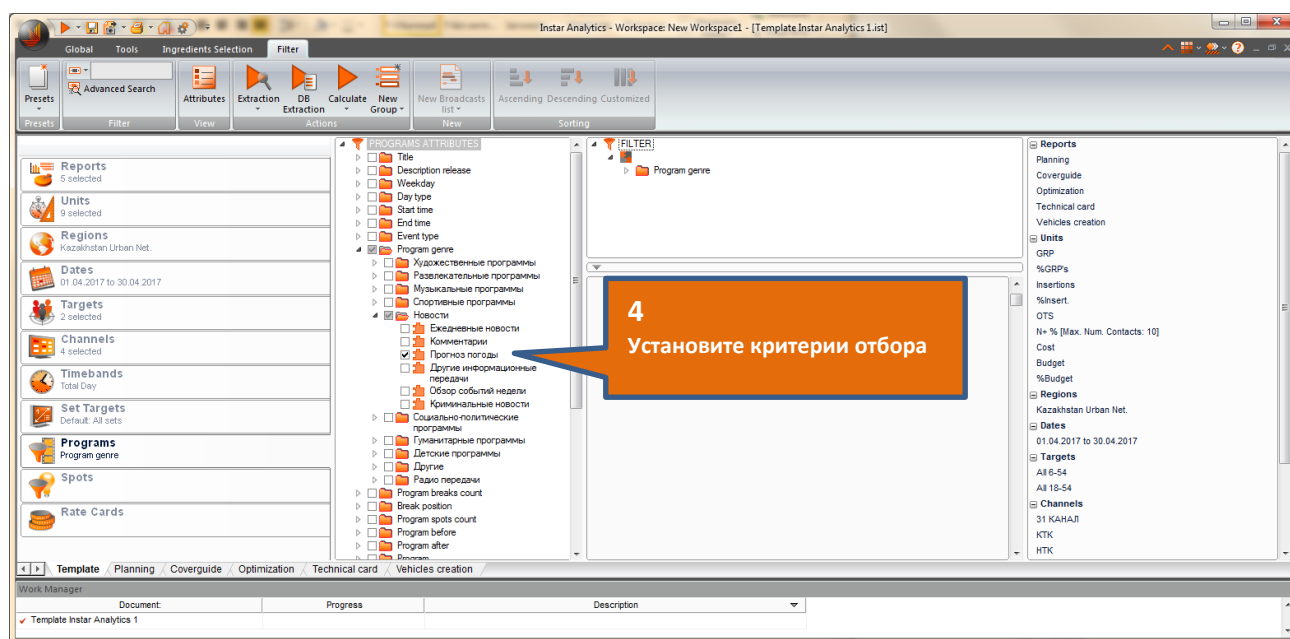 Instar Analytics - Workspace: New Workspace1 - [Template Instar Analytics 1.ist]
Global Tools Ingredients Selection Filter
Advanced Search
Presets Attributes Extraction DB Extraction Calculate New Group New Broadcasts list Ascending Descending Customized
Presets Filter View Actions New Sorting
Reports
5 selected
Units
9 selected
Regions
Kazakhstan Urban Net.
Dates
01.04.2017 to 30.04.2017
Targets
2 selected
Channels
4 selected
Timebands
Total Day
Set Targets
Default: All sets
Programs
Program genre
Spots
Rate Cards
PROGRAMS ATTRIBUTES
Title
Description release
Weekday
Day type
Start time
End time
Event type
Program genre
Художественные программы
Развлекательные программы
Музыкальные программы
Спортивные программы
Новости
Ежедневные новости
Комментарии
Прогноз погоды
Другие информационные
передачи
Обзор событий недели
Криминальные новости
Социально-политические
программы
Гуманитарные программы
Детские программы
Другие
Радио передачи
Program breaks count
Break position
Program spots count
Program before
Program after
Program
FILTER
Program genre
4
Установите критерии отбора
Reports
Planning
Coverguide
Optimization
Technical card
Vehicles creation
Units
GRP
%GRP's
Insertions
%Insert.
OTS
N+ % [Max. Num. Contacts: 10]
Cost
Budget
%Budget
Regions
Kazakhstan Urban Net.
Dates
01.04.2017 to 30.04.2017
Targets
All 6-54
All 18-54
Channels
31 КАНАЛ
КТК
НТК
Template Planning Coverguide Optimization Technical card Vehicles creation
Work Manager
Document: Progress Description
Template Instar Analytics 1